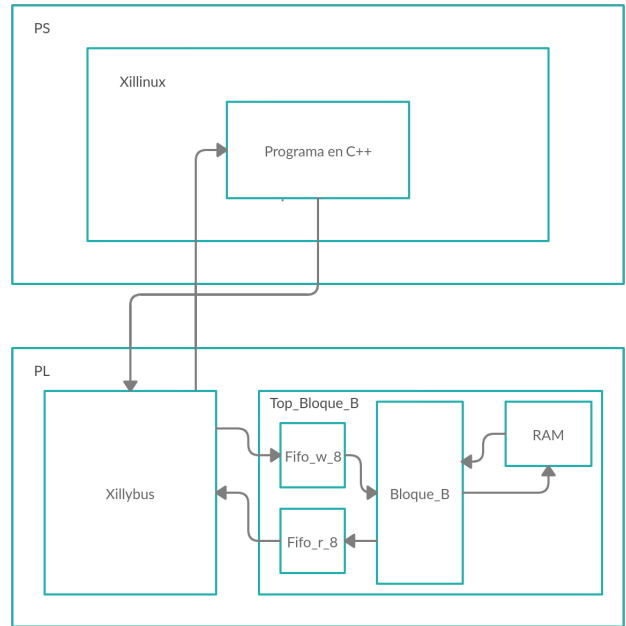 PS
Xillinux
Programa en C++
PL
Top_Bloque_B
Xillybus
Fifo_w_8
Fifo_r_8
Bloque_B
RAM